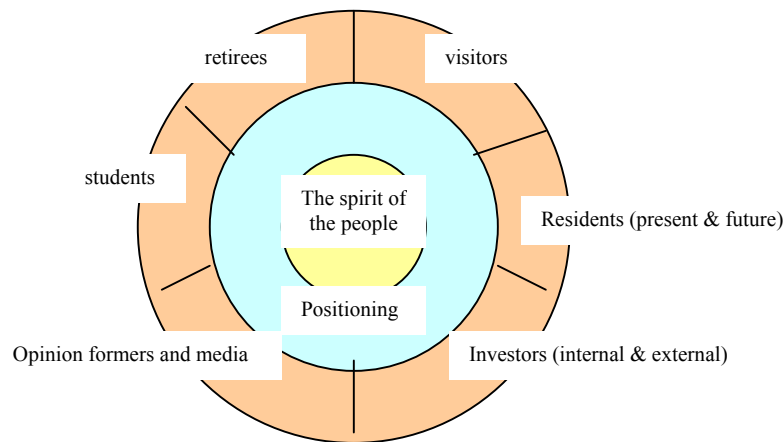 retirees
visitors
students
The spirit of
the people
Residents (present & future)
Positioning
Opinion formers and media
Investors (internal & external)